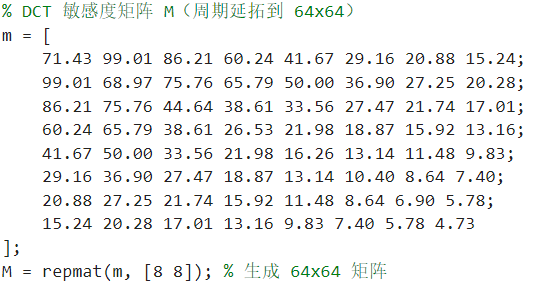 % DCT 敏感度矩阵 M（周期延拓到 64x64）
m = [
71.43 99.01 86.21 60.24 41.67 29.16 20.88 15.24;
99.01 68.97 75.76 65.79 50.00 36.90 27.25 20.28;
86.21 75.76 44.64 38.61 33.56 27.47 21.74 17.01;
60.24 65.79 38.61 26.53 21.98 18.87 15.92 13.16;
41.67 50.00 33.56 21.98 16.26 13.14 11.48 9.83;
29.16 36.90 27.47 18.87 13.14 10.40 8.64 7.40;
20.88 27.25 21.74 15.92 11.48 8.64 6.90 5.78;
15.24 20.28 17.01 13.16 9.83 7.40 5.78 4.73
];
M = repmat(m, [8 8]); % 生成 64x64 矩阵